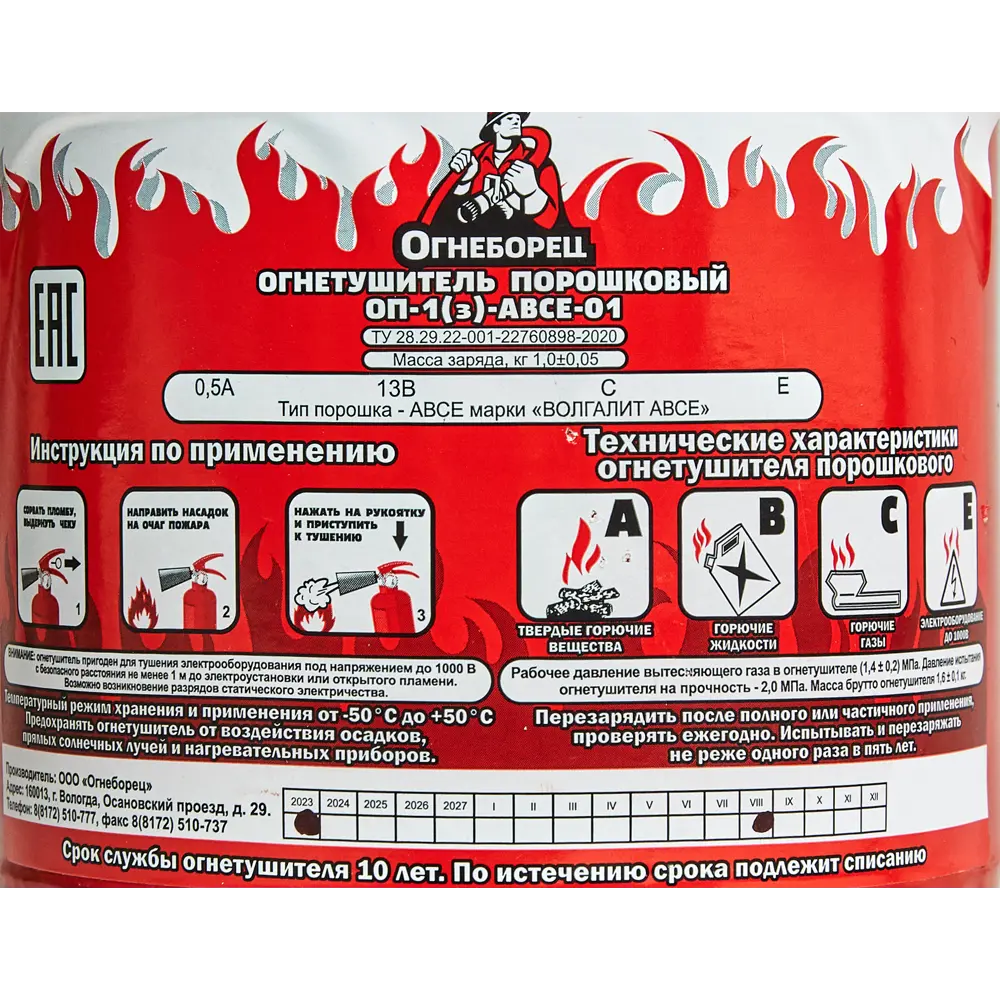 ОГНЕБОРЕЦ
ОГНЕТУШИТЕЛЬ ПОРОШКОВЫЙ
ОП-1(з)-АВСЕ-01
ЕАС
ТУ 28.29.22-001-22760898-2020
Масса заряда, кг 1,0±0,05
0,5А 13В С Е
Тип порошка - АВСЕ марки «ВОЛГАЛИТ АВСЕ»
Инструкция по применению
СОРВАТЬ ПЛОМБУ,
ВЫДЕРНУТЬ ЧЕКУ
1
НАПРАВИТЬ НАСАДОК
НА ОЧАГ ПОЖАРА
2
НАЖАТЬ НА РУКОЯТКУ
И ПРИСТУПИТЬ
К ТУШЕНИЮ
3
Технические характеристики
огнетушителя порошкового
А
ТВЕРДЫЕ ГОРЮЧИЕ
ВЕЩЕСТВА
В
ГОРЮЧИЕ
ЖИДКОСТИ
С
ГОРЮЧИЕ
ГАЗЫ
Е
ЭЛЕКТРООБОРУДОВАНИЕ
ДО 1000В
ВНИМАНИЕ: огнетушитель пригоден для тушения электрооборудования под напряжением до 1000 В
с безопасного расстояния не менее 1 м до электроустановки или открытого пламени.
Возможно возникновение разрядов статического электричества.
Температурный режим хранения и применения от -50°С до +50°С
Предохранять огнетушитель от воздействия осадков,
прямых солнечных лучей и нагревательных приборов.
Рабочее давление вытесняющего газа в огнетушителе (1,4 ± 0,2) МПа. Давление испытания
огнетушителя на прочность - 2,0 МПа. Масса брутто огнетушителя 1,6 ± 0,1 кг.
Перезарядить после полного или частичного применения,
проверять ежегодно. Испытывать и перезаряжать
не реже одного раза в пять лет.
Производитель: ООО «Огнеборец»
Адрес: 160013, г. Вологда, Осановский проезд, д. 29.
Телефон: 8(8172) 510-777, факс 8(8172) 510-737
2023 2024 2025 2026 2027 I II III IV V VI VII VIII IX X XI XII
Срок службы огнетушителя 10 лет. По истечению срока подлежит списанию